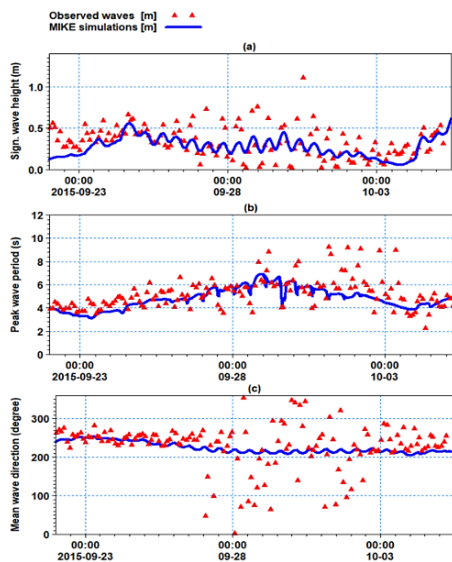 Observed waves [m]
MIKE simulations [m]
(a)
Sign. wave height (m)
1.0
0.5
0.0
00:00 00:00 00:00
2015-09-23 09-28 10-03
(b)
Peak wave period (s)
12
10
8
6
4
2
0
00:00 00:00 00:00
2015-09-23 09-28 10-03
(c)
Mean wave direction (degree)
300
200
100
0
00:00 00:00 00:00
2015-09-23 09-28 10-03